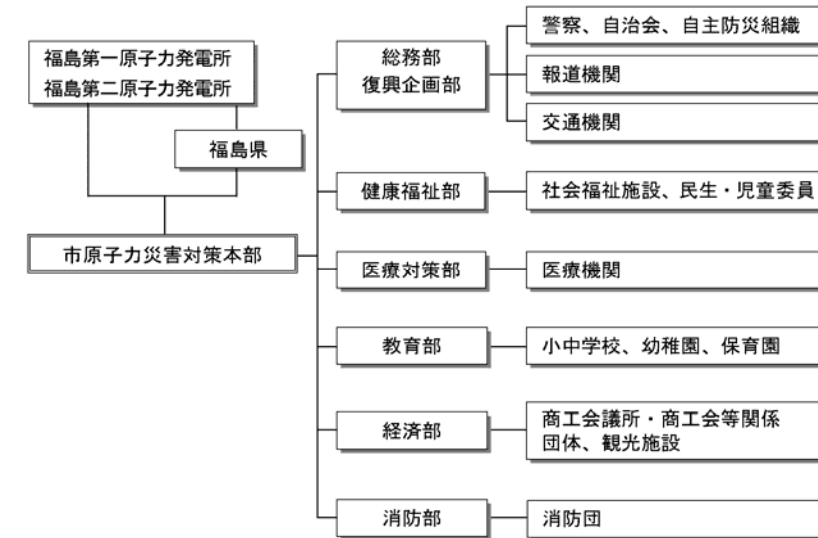 福島第一原子力発電所
福島第二原子力発電所
福島県
市原子力災害対策本部
総務部
復興企画部
警察、自治会、自主防災組織
報道機関
交通機関
健康福祉部
社会福祉施設、民生・児童委員
医療対策部
医療機関
教育部
小中学校、幼稚園、保育園
経済部
商工会議所・商工会等関係
団体、観光施設
消防部
消防団